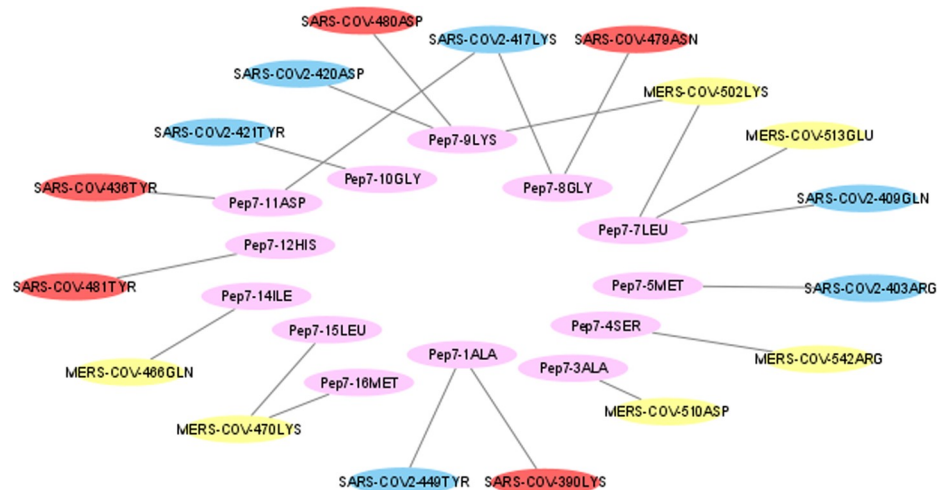 SARS-COV-480ASP
SARS-COV2-417LYS
SARS-COV-479ASN
SARS-COV2-420ASP
MERS-COV-502LYS
SARS-COV2-421TYR
Pep7-9LYS
MERS-COV-513GLU
Pep7-10GLY
SARS-COV-436TYR
Pep7-8GLY
SARS-COV2-409GLN
Pep7-11ASP
Pep7-7LEU
Pep7-12HIS
SARS-COV-481TYR
Pep7-5MET
SARS-COV2-403ARG
Pep7-14ILE
Pep7-15LEU
Pep7-4SER
Pep7-1ALA
MERS-COV-542ARG
MERS-COV-466GLN
Pep7-3ALA
Pep7-16MET
MERS-COV-510ASP
MERS-COV-470LYS
SARS-COV2-449TYR
SARS-COV-390LYS